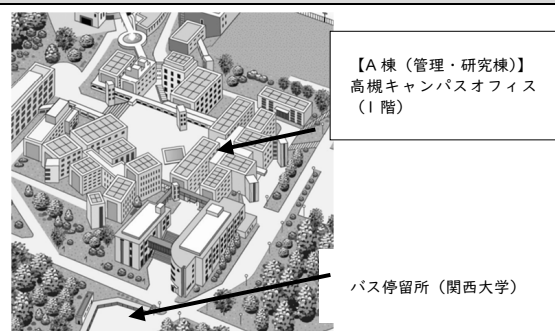 【A棟（管理・研究棟）】
高槻キャンパスオフィス
（1階）
バス停留所（関西大学）